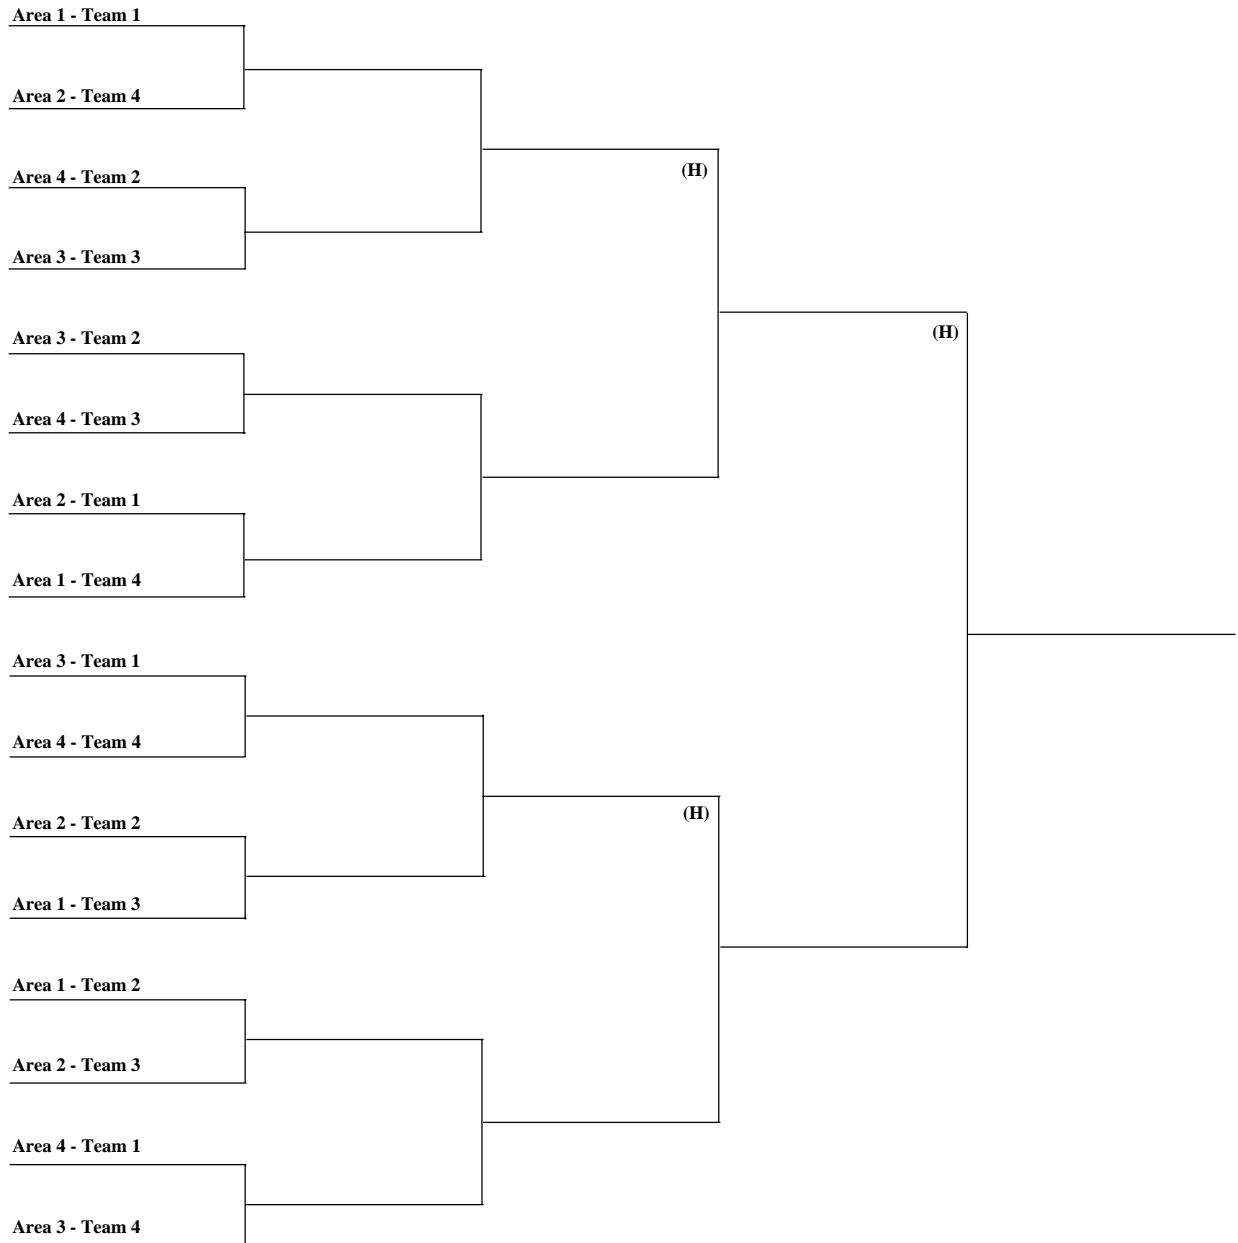 Area 1 - Team 1
Area 2 - Team 4
Area 4 - Team 2
(H)
Area 3 - Team 3
Area 3 - Team 2
(H)
Area 4 - Team 3
Area 2 - Team 1
Area 1 - Team 4
Area 3 - Team 1
Area 4 - Team 4
Area 2 - Team 2
(H)
Area 1 - Team 3
Area 1 - Team 2
Area 2 - Team 3
Area 4 - Team 1
Area 3 - Team 4